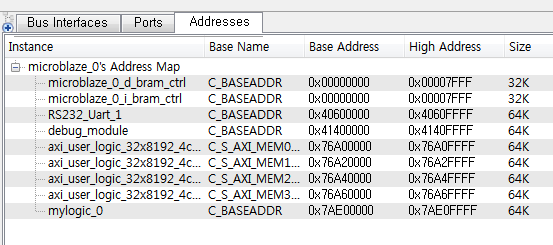 Bus Interfaces Ports Addresses
Instance Base Name Base Address High Address Size
microblaze_0's Address Map
microblaze_0_d_bram_ctrl C_BASEADDR 0x00000000 0x00007FFF 32K
microblaze_0_i_bram_ctrl C_BASEADDR 0x00000000 0x00007FFF 32K
RS232_Uart_1 C_BASEADDR 0x40600000 0x4060FFFF 64K
debug_module C_BASEADDR 0x41400000 0x4140FFFF 64K
axi_user_logic_32x8192_4c... C_S_AXI_MEM0... 0x76A00000 0x76A0FFFF 64K
axi_user_logic_32x8192_4c... C_S_AXI_MEM1... 0x76A20000 0x76A2FFFF 64K
axi_user_logic_32x8192_4c... C_S_AXI_MEM2... 0x76A40000 0x76A4FFFF 64K
axi_user_logic_32x8192_4c... C_S_AXI_MEM3... 0x76A60000 0x76A6FFFF 64K
mylogic_0 C_BASEADDR 0x7AE00000 0x7AE0FFFF 64K